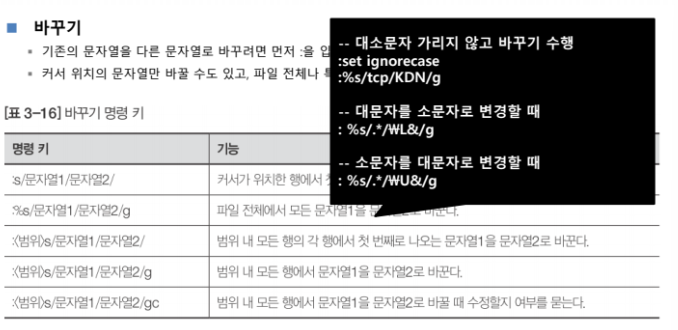 ■ 바꾸기
• 기존의 문자열을 다른 문자열로 바꾸려면 먼저 :을 입
• 커서 위치의 문자열만 바꿀 수도 있고, 파일 전체나
[표 3-16] 바꾸기 명령 키
명령 키 기능
:s/문자열1/문자열2/ 커서가 위치한 행에서
:%s/문자열1/문자열2/g 파일 전체에서 모든 문자열1을 문자열2로 바꾼다.
:〈범위〉s/문자열1/문자열2/ 범위 내 모든 행의 각 행에서 첫 번째로 나오는 문자열1을 문자열2로 바꾼다.
:〈범위〉s/문자열1/문자열2/g 범위 내 모든 행에서 문자열1을 문자열2로 바꾼다.
:〈범위〉s/문자열1/문자열2/gc 범위 내 모든 행에서 문자열1을 문자열2로 바꿀 때 수정할지 여부를 묻는다.
-- 대소문자 가리지 않고 바꾸기 수행
:set ignorecase
:%s/tcp/KDN/g
-- 대문자를 소문자로 변경할 때
: %s/.*/₩L&/g
-- 소문자를 대문자로 변경할 때
: %s/.*/₩U&/g